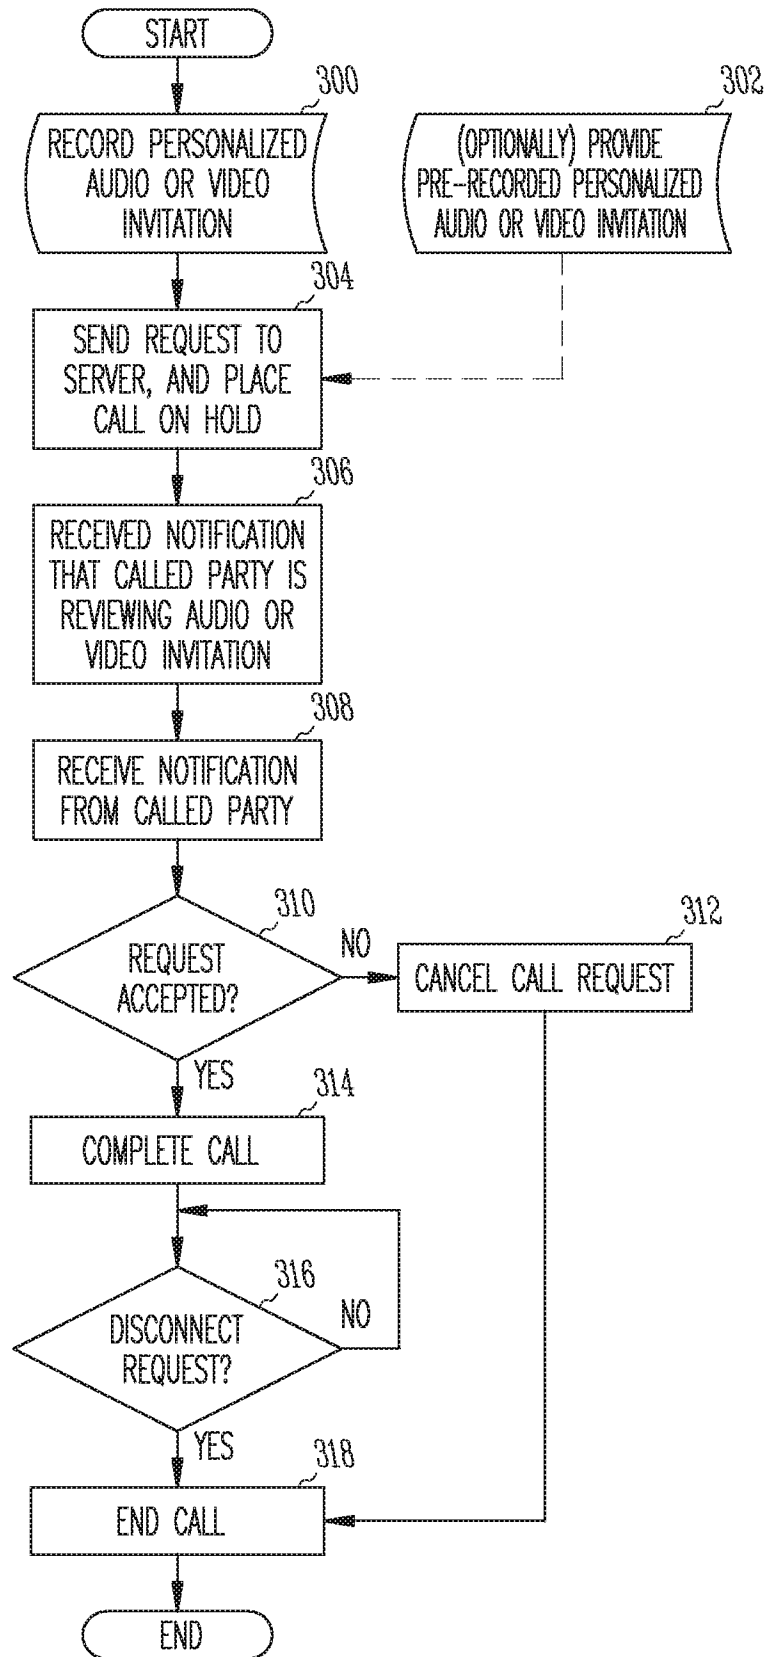 START
300
RECORD PERSONALIZED
AUDIO OR VIDEO
INVITATION
302
(OPTIONALLY) PROVIDE
PRE-RECORDED PERSONALIZED
AUDIO OR VIDEO INVITATION
304
SEND REQUEST TO
SERVER, AND PLACE
CALL ON HOLD
306
RECEIVED NOTIFICATION
THAT CALLED PARTY IS
REVIEWING AUDIO OR
VIDEO INVITATION
308
RECEIVE NOTIFICATION
FROM CALLED PARTY
310
REQUEST
ACCEPTED?
NO
312
CANCEL CALL REQUEST
YES
314
COMPLETE CALL
316
DISCONNECT
REQUEST?
NO
YES
318
END CALL
END